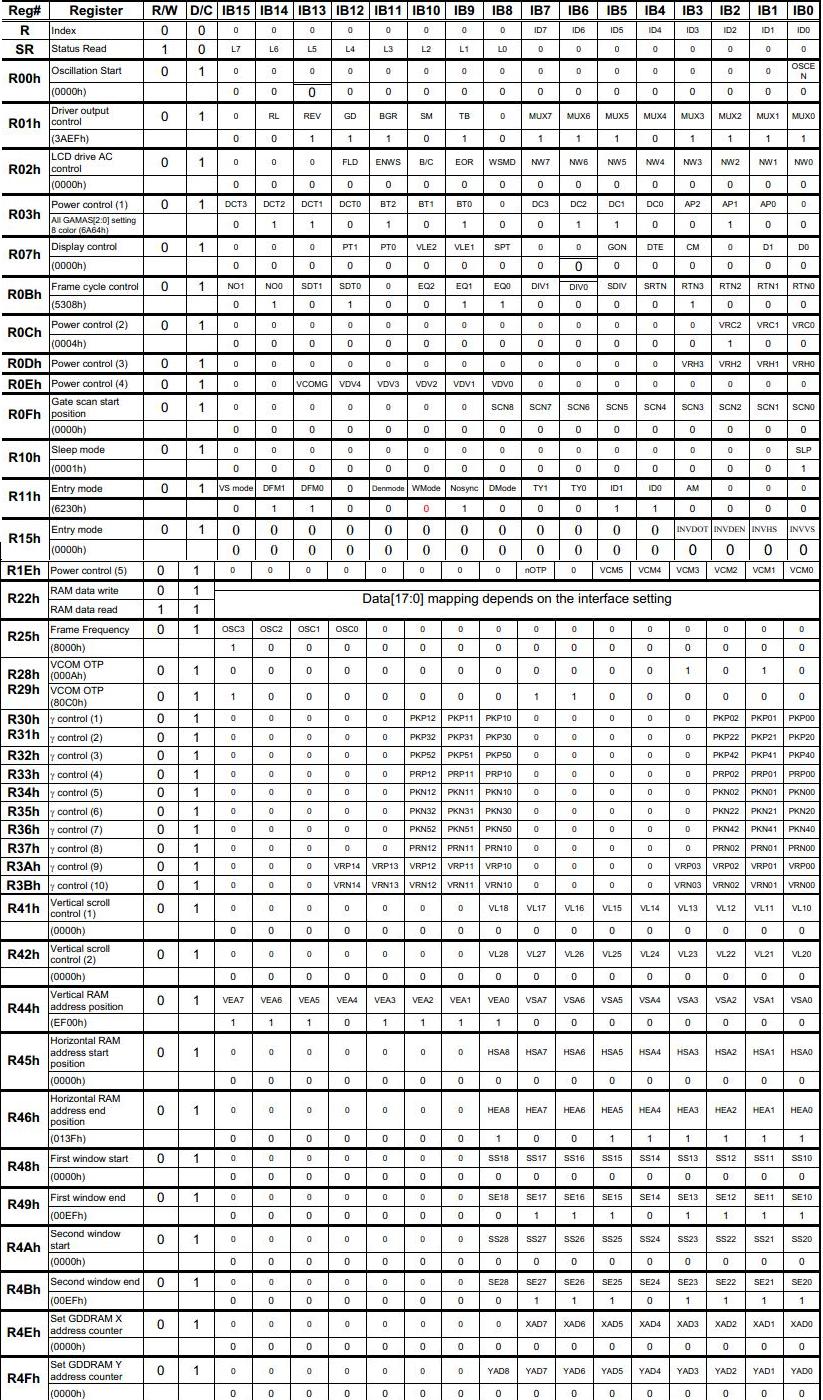 Reg# Register R/W D/C IB15 IB14 IB13 IB12 IB11 IB10 IB9 IB8 IB7 IB6 IB5 IB4 IB3 IB2 IB1 IB0
R Index 0 0 0 0 0 0 0 0 0 0 ID7 ID6 ID5 ID4 ID3 ID2 ID1 ID0
SR Status Read 1 0 L7 L6 L5 L4 L3 L2 L1 L0 0 0 0 0 0 0 0 0
R00h Oscillation Start 0 1 0 0 0 0 0 0 0 0 0 0 0 0 0 0 0 OSCE
N
(0000h) 0 0 0 0 0 0 0 0 0 0 0 0 0 0 0 0
R01h Driver output
control 0 1 0 RL REV GD BGR SM TB 0 MUX7 MUX6 MUX5 MUX4 MUX3 MUX2 MUX1 MUX0
(3AEFh) 0 0 1 1 1 0 1 0 1 1 1 0 1 1 1 1
R02h LCD drive AC
control 0 1 0 0 0 FLD ENWS B/C EOR WSMD NW7 NW6 NW5 NW4 NW3 NW2 NW1 NW0
(0000h) 0 0 0 0 0 0 0 0 0 0 0 0 0 0 0 0
R03h Power control (1) 0 1 DCT3 DCT2 DCT1 DCT0 BT2 BT1 BT0 0 DC3 DC2 DC1 DC0 AP2 AP1 AP0 0
All GAMAS[2:0] setting
8 color (6A64h) 0 1 1 0 1 0 1 0 0 1 1 0 0 1 0 0
R07h Display control 0 1 0 0 0 PT1 PT0 VLE2 VLE1 SPT 0 0 GON DTE CM 0 D1 D0
(0000h) 0 0 0 0 0 0 0 0 0 0 0 0 0 0 0 0
R0Bh Frame cycle control 0 1 NO1 NO0 SDT1 SDT0 0 EQ2 EQ1 EQ0 DIV1 DIV0 SDIV SRTN RTN3 RTN2 RTN1 RTN0
(5308h) 0 1 0 1 0 0 1 1 0 0 0 0 1 0 0 0
R0Ch Power control (2) 0 1 0 0 0 0 0 0 0 0 0 0 0 0 0 VRC2 VRC1 VRC0
(0004h) 0 0 0 0 0 0 0 0 0 0 0 0 0 1 0 0
R0Dh Power control (3) 0 1 0 0 0 0 0 0 0 0 0 0 0 0 VRH3 VRH2 VRH1 VRH0
R0Eh Power control (4) 0 1 0 0 VCOMG VDV4 VDV3 VDV2 VDV1 VDV0 0 0 0 0 0 0 0 0
R0Fh Gate scan start
position 0 1 0 0 0 0 0 0 0 SCN8 SCN7 SCN6 SCN5 SCN4 SCN3 SCN2 SCN1 SCN0
(0000h) 0 0 0 0 0 0 0 0 0 0 0 0 0 0 0 0
R10h Sleep mode 0 1 0 0 0 0 0 0 0 0 0 0 0 0 0 0 0 SLP
(0001h) 0 0 0 0 0 0 0 0 0 0 0 0 0 0 0 1
R11h Entry mode 0 1 VS mode DFM1 DFM0 0 Denmode WMode Nosync DMode TY1 TY0 ID1 ID0 AM 0 0 0
(6230h) 0 1 1 0 0 0 1 0 0 0 1 1 0 0 0 0
R15h Entry mode 0 1 0 0 0 0 0 0 0 0 0 0 0 0 INVDOT INVDEN INVHS INVVS
(0000h) 0 0 0 0 0 0 0 0 0 0 0 0 0 0 0 0
R1Eh Power control (5) 0 1 0 0 0 0 0 0 0 0 nOTP 0 VCM5 VCM4 VCM3 VCM2 VCM1 VCM0
R22h RAM data write 0 1 Data[17:0] mapping depends on the interface setting
RAM data read 1 1
R25h Frame Frequency 0 1 OSC3 OSC2 OSC1 OSC0 0 0 0 0 0 0 0 0 0 0 0 0
(8000h) 1 0 0 0 0 0 0 0 0 0 0 0 0 0 0 0
R28h VCOM OTP
(000Ah) 0 1 0 0 0 0 0 0 0 0 0 0 0 0 1 0 1 0
R29h VCOM OTP
(80C0h) 0 1 1 0 0 0 0 0 0 0 1 1 0 0 0 0 0 0
R30h γ control (1) 0 1 0 0 0 0 0 PKP12 PKP11 PKP10 0 0 0 0 0 PKP02 PKP01 PKP00
R31h γ control (2) 0 1 0 0 0 0 0 PKP32 PKP31 PKP30 0 0 0 0 0 PKP22 PKP21 PKP20
R32h γ control (3) 0 1 0 0 0 0 0 PKP52 PKP51 PKP50 0 0 0 0 0 PKP42 PKP41 PKP40
R33h γ control (4) 0 1 0 0 0 0 0 PRP12 PRP11 PRP10 0 0 0 0 0 PRP02 PRP01 PRP00
R34h γ control (5) 0 1 0 0 0 0 0 PKN12 PKN11 PKN10 0 0 0 0 0 PKN02 PKN01 PKN00
R35h γ control (6) 0 1 0 0 0 0 0 PKN32 PKN31 PKN30 0 0 0 0 0 PKN22 PKN21 PKN20
R36h γ control (7) 0 1 0 0 0 0 0 PKN52 PKN51 PKN50 0 0 0 0 0 PKN42 PKN41 PKN40
R37h γ control (8) 0 1 0 0 0 0 0 PRN12 PRN11 PRN10 0 0 0 0 0 PRN02 PRN01 PRN00
R3Ah γ control (9) 0 1 0 0 0 VRP14 VRP13 VRP12 VRP11 VRP10 0 0 0 0 VRP03 VRP02 VRP01 VRP00
R3Bh γ control (10) 0 1 0 0 0 VRN14 VRN13 VRN12 VRN11 VRN10 0 0 0 0 VRN03 VRN02 VRN01 VRN00
R41h Vertical scroll
control (1) 0 1 0 0 0 0 0 0 0 VL18 VL17 VL16 VL15 VL14 VL13 VL12 VL11 VL10
(0000h) 0 0 0 0 0 0 0 0 0 0 0 0 0 0 0 0
R42h Vertical scroll
control (2) 0 1 0 0 0 0 0 0 0 VL28 VL27 VL26 VL25 VL24 VL23 VL22 VL21 VL20
(0000h) 0 0 0 0 0 0 0 0 0 0 0 0 0 0 0 0
R44h Vertical RAM
address position 0 1 VEA7 VEA6 VEA5 VEA4 VEA3 VEA2 VEA1 VEA0 VSA7 VSA6 VSA5 VSA4 VSA3 VSA2 VSA1 VSA0
(EF00h) 1 1 1 0 1 1 1 1 0 0 0 0 0 0 0 0
R45h Horizontal RAM
address start
position 0 1 0 0 0 0 0 0 0 HSA8 HSA7 HSA6 HSA5 HSA4 HSA3 HSA2 HSA1 HSA0
(0000h) 0 0 0 0 0 0 0 0 0 0 0 0 0 0 0 0
R46h Horizontal RAM
address end
position 0 1 0 0 0 0 0 0 0 HEA8 HEA7 HEA6 HEA5 HEA4 HEA3 HEA2 HEA1 HEA0
(013Fh) 0 0 0 0 0 0 0 1 0 0 1 1 1 1 1 1
R48h First window start 0 1 0 0 0 0 0 0 0 SS18 SS17 SS16 SS15 SS14 SS13 SS12 SS11 SS10
(0000h) 0 0 0 0 0 0 0 0 0 0 0 0 0 0 0 0
R49h First window end 0 1 0 0 0 0 0 0 0 SE18 SE17 SE16 SE15 SE14 SE13 SE12 SE11 SE10
(00EFh) 0 0 0 0 0 0 0 0 1 1 1 0 1 1 1 1
R4Ah Second window
start 0 1 0 0 0 0 0 0 0 SS28 SS27 SS26 SS25 SS24 SS23 SS22 SS21 SS20
(0000h) 0 0 0 0 0 0 0 0 0 0 0 0 0 0 0 0
R4Bh Second window end 0 1 0 0 0 0 0 0 0 SE28 SE27 SE26 SE25 SE24 SE23 SE22 SE21 SE20
(00EFh) 0 0 0 0 0 0 0 0 1 1 1 0 1 1 1 1
R4Eh Set GDDRAM X
address counter 0 1 0 0 0 0 0 0 0 0 XAD7 XAD6 XAD5 XAD4 XAD3 XAD2 XAD1 XAD0
(0000h) 0 0 0 0 0 0 0 0 0 0 0 0 0 0 0 0
R4Fh Set GDDRAM Y
address counter 0 1 0 0 0 0 0 0 0 YAD8 YAD7 YAD6 YAD5 YAD4 YAD3 YAD2 YAD1 YAD0
(0000h) 0 0 0 0 0 0 0 0 0 0 0 0 0 0 0 0